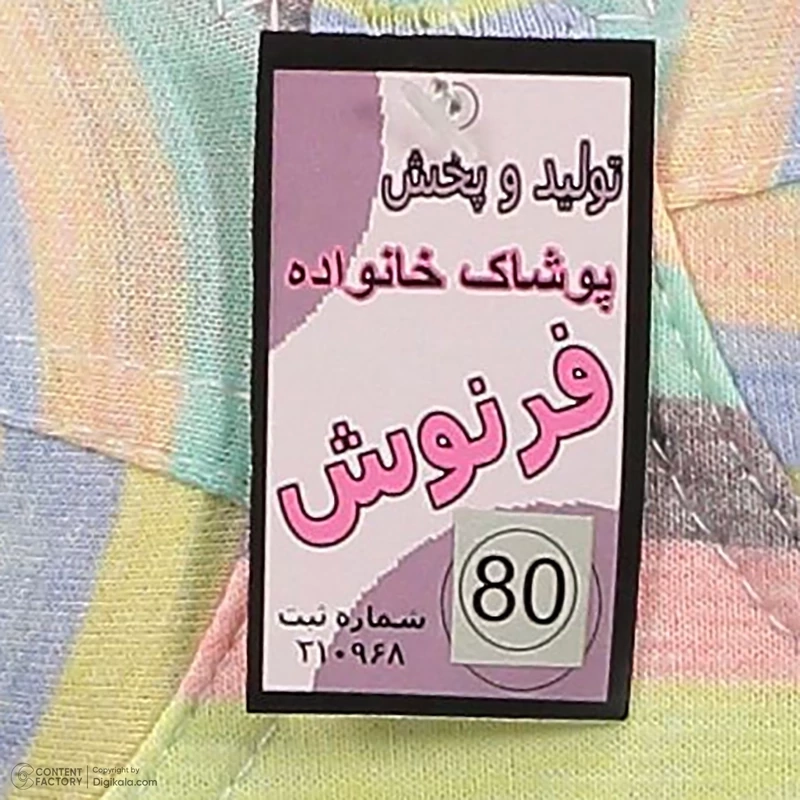 تولید و پخش
پوشاک خانواده
فرنوش
80
شماره ثبت
۲۱۰۹۶۸
CONTENT FACTORY
Copyright by
Digikala.com